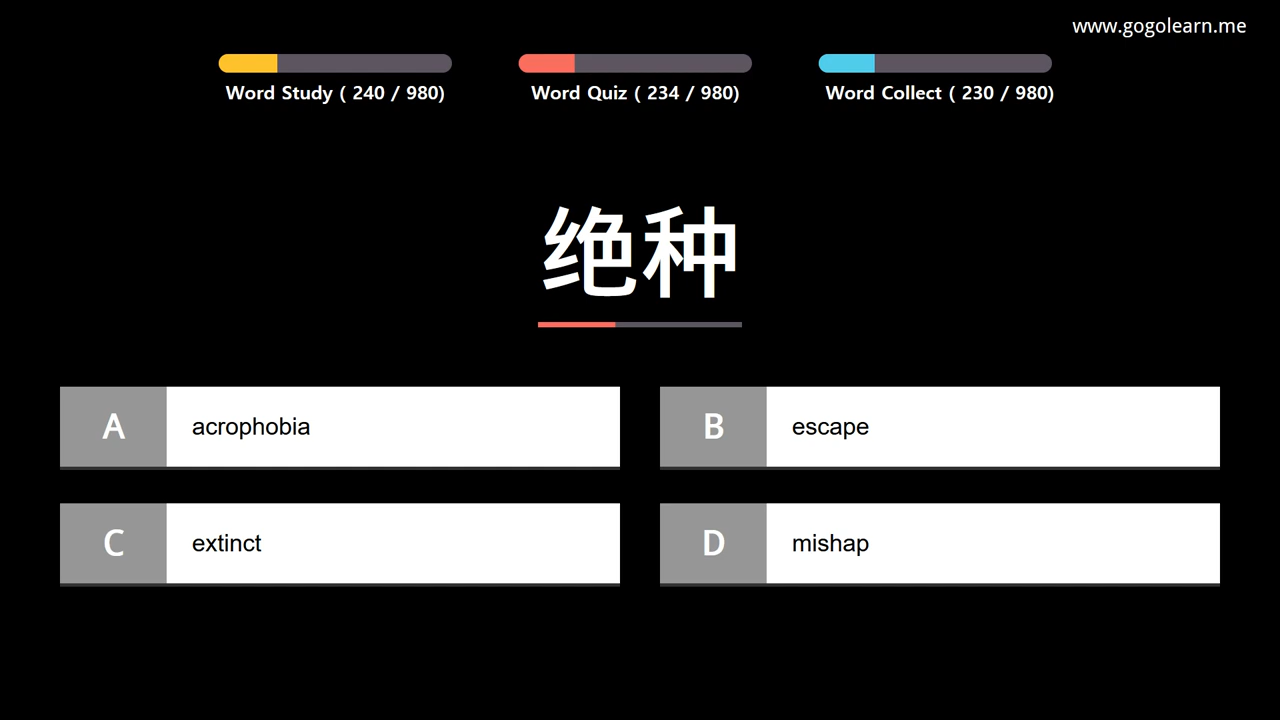 www.gogolearn.me
Word Study ( 240 / 980)
Word Quiz ( 234 / 980)
Word Collect ( 230 / 980)
绝种
A acrophobia
B escape
C extinct
D mishap